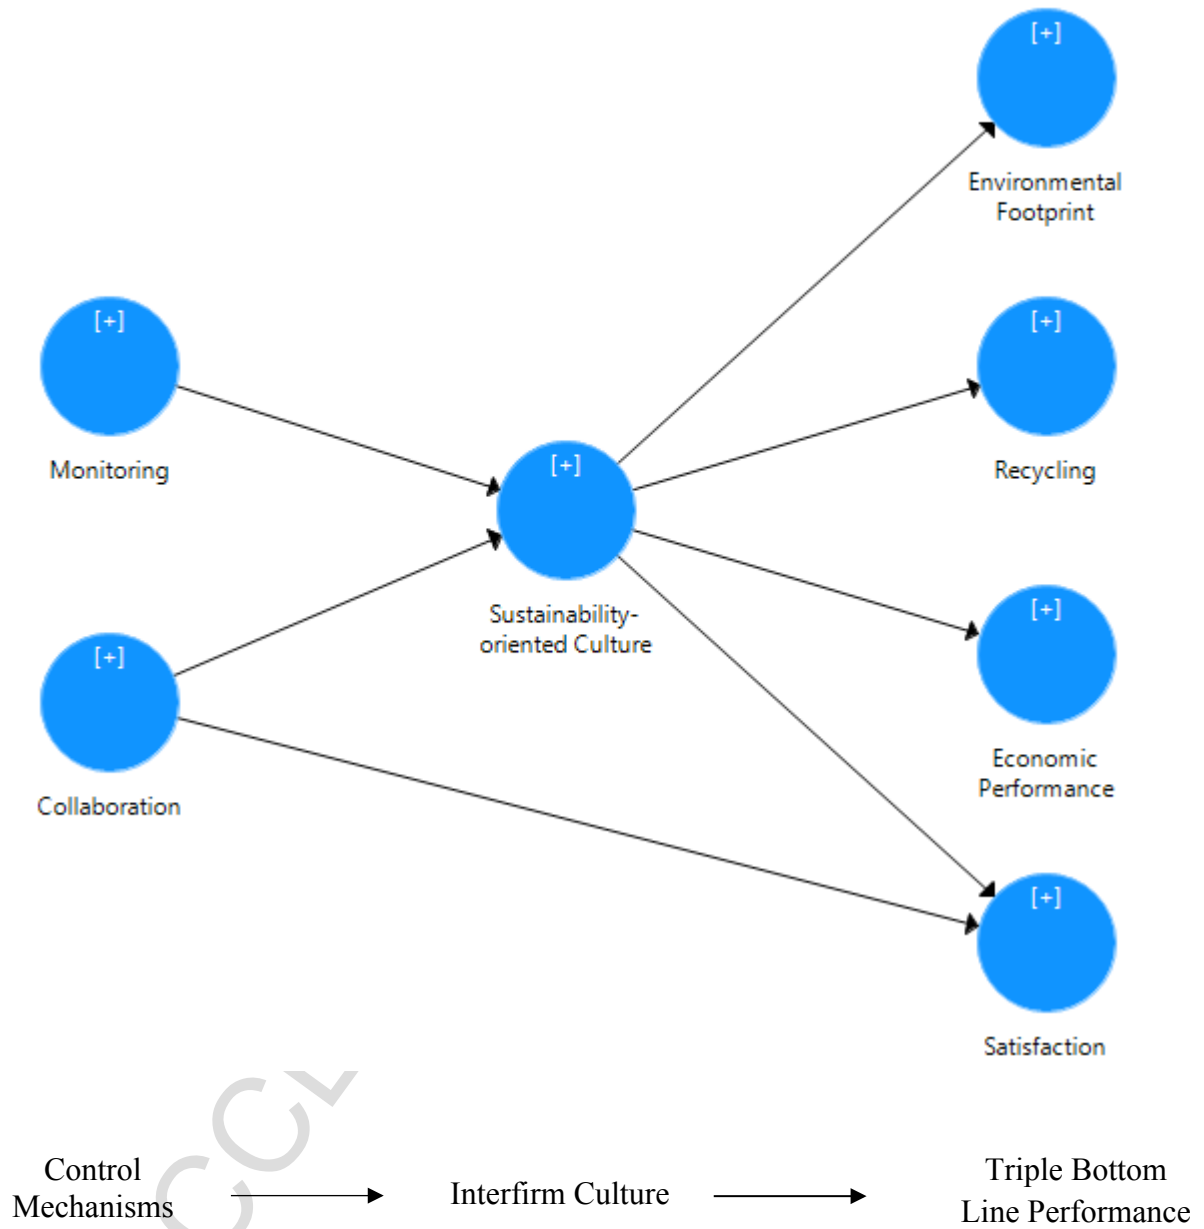 [+]
Environmental
Footprint
[+]
Monitoring
[+]
Recycling
[+]
Sustainability-
oriented Culture
[+]
Collaboration
[+]
Economic
Performance
[+]
Satisfaction
Control
Mechanisms
Interfirm Culture
Triple Bottom
Line Performance